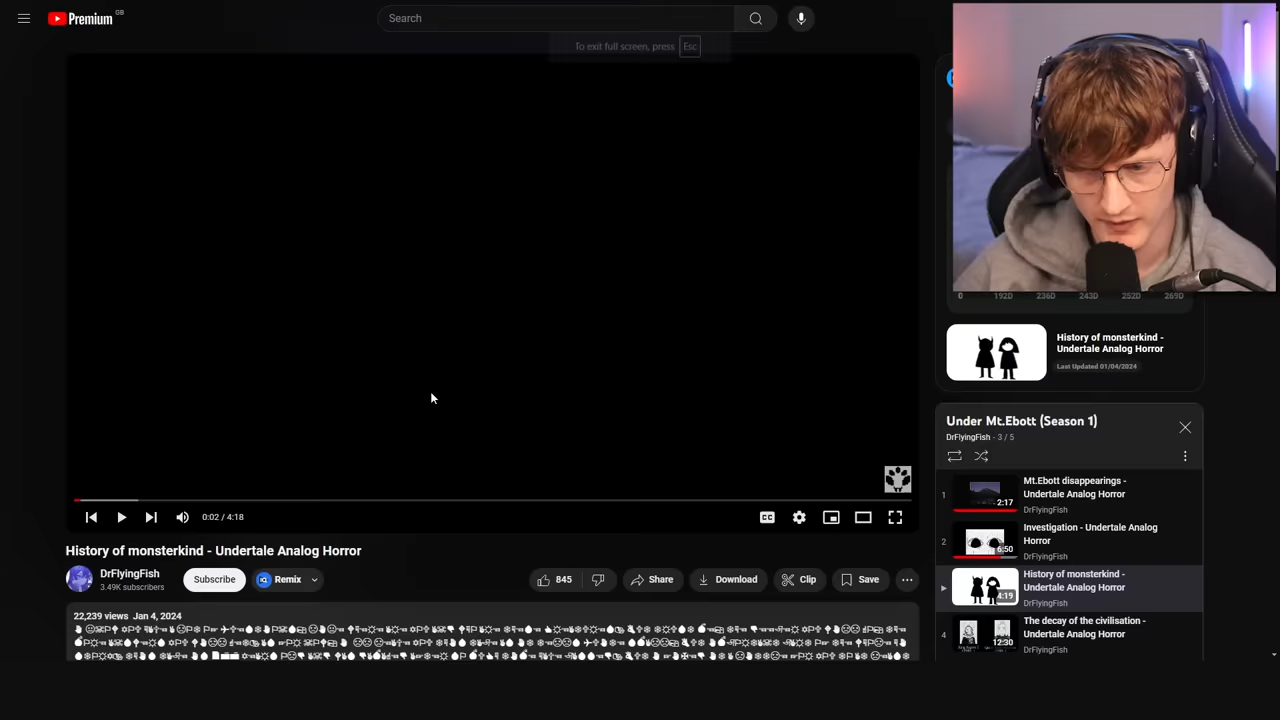 Premium GB
Search
To exit full screen, press Esc
0 192D 236D 243D 252D 269D
History of monsterkind -
Undertale Analog Horror
Last Updated 01/04/2024
Under Mt.Ebott (Season 1)
DrFlyingFish - 3 / 5
1
Mt.Ebott disappearings -
Undertale Analog Horror
DrFlyingFish
2:17
2
Investigation - Undertale Analog
Horror
DrFlyingFish
6:50
History of monsterkind -
Undertale Analog Horror
DrFlyingFish
4:19
4
The decay of the civilisation -
Undertale Analog Horror
DrFlyingFish
12:30
0:02 / 4:18
History of monsterkind - Undertale Analog Horror
DrFlyingFish
3.49K subscribers
Subscribe
Remix
845
Share
Download
Clip
Save
22,239 views Jan 4, 2024